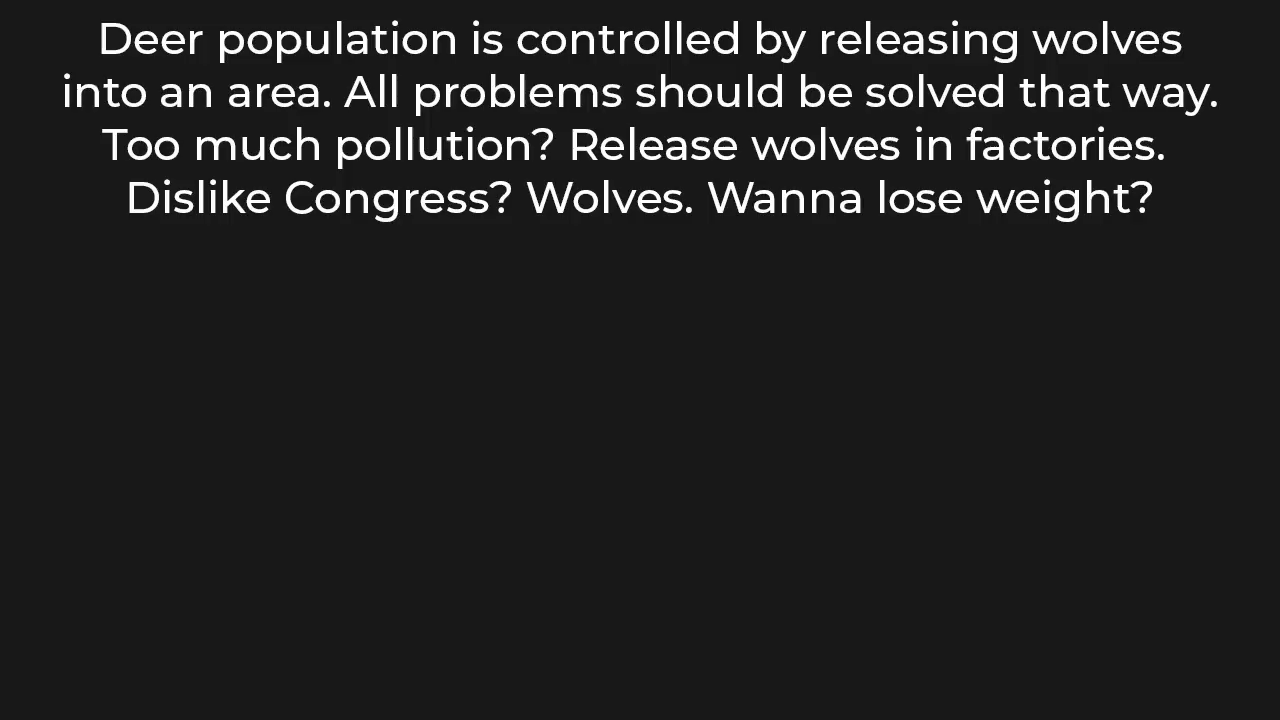 Deer population is controlled by releasing wolves
into an area. All problems should be solved that way.
Too much pollution? Release wolves in factories.
Dislike Congress? Wolves. Wanna lose weight?